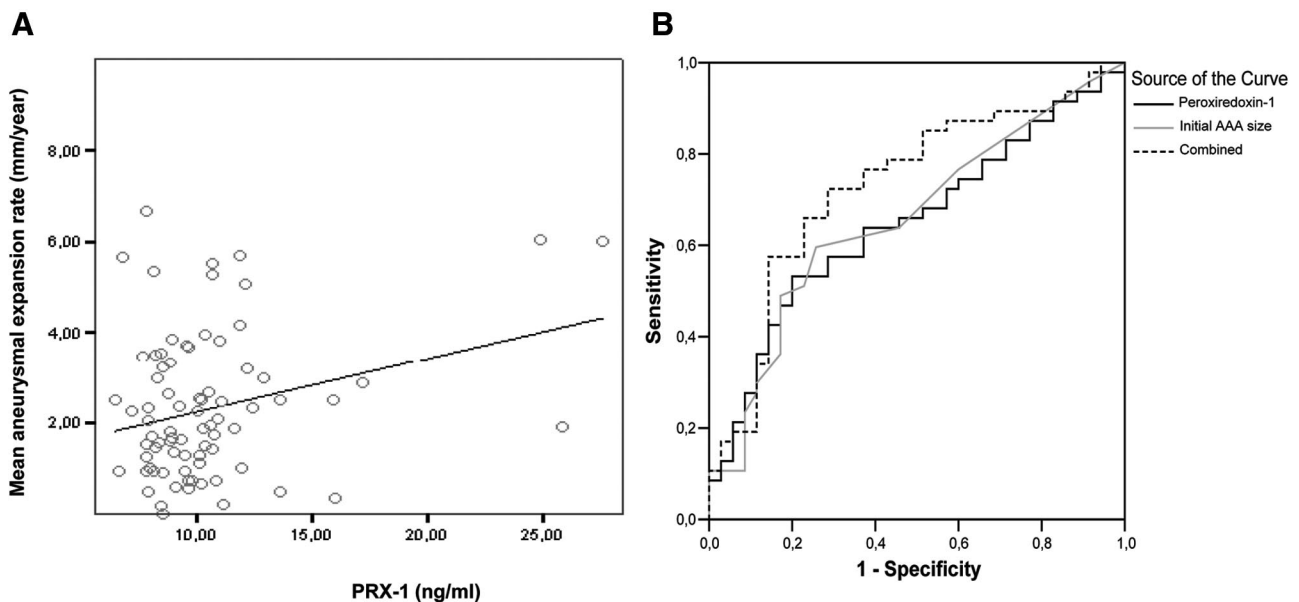 A
Mean aneurysmal expansion rate (mm/year)
8,00
6,00
4,00
2,00
10,00
15,00
20,00
25,00
PRX-1 (ng/ml)
B
Sensitivity
1,0
0,8
0,6
0,4
0,2
0,0
0,0
0,2
0,4
0,6
0,8
1,0
1 - Specificity
Source of the Curve
Peroxiredoxin-1
Initial AAA size
Combined